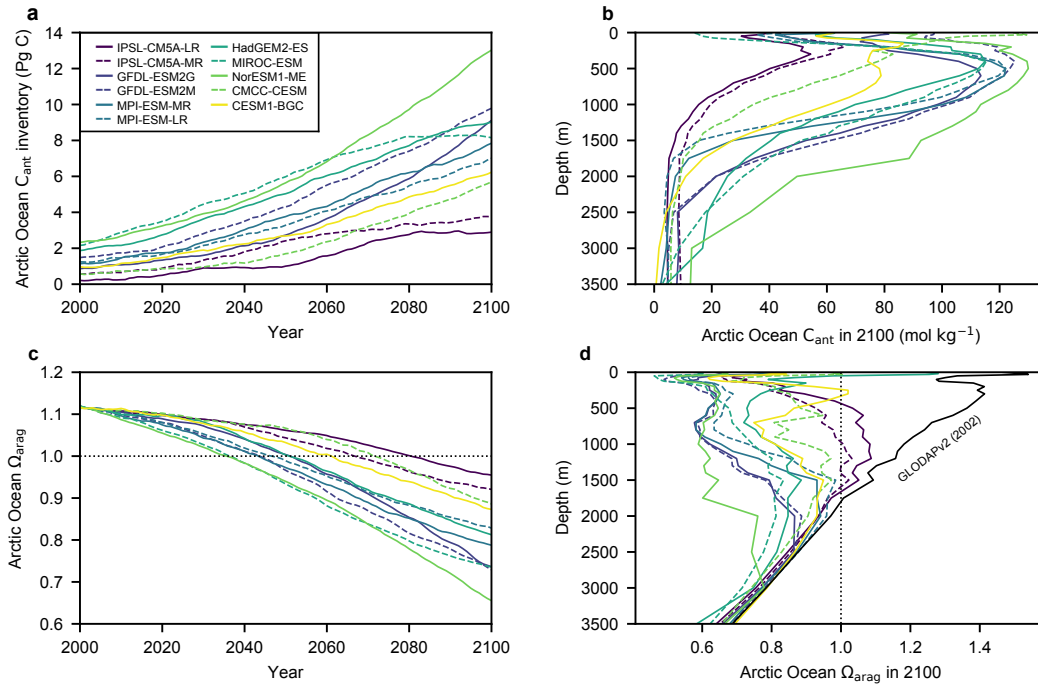 a
Arctic Ocean Cant inventory (Pg C)
14
12
10
8
6
4
2
0
IPSL-CM5A-LR
IPSL-CM5A-MR
GFDL-ESM2G
GFDL-ESM2M
MPI-ESM-MR
MPI-ESM-LR
HadGEM2-ES
MIROC-ESM
NorESM1-ME
CMCC-CESM
CESM1-BGC
2000 2020 2040 2060 2080 2100
Year
b
Depth (m)
0
500
1000
1500
2000
2500
3000
3500
0 20 40 60 80 100 120
Arctic Ocean Cant in 2100 (mol kg−1)
c
Arctic Ocean Ωarag
1.2
1.1
1.0
0.9
0.8
0.7
0.6
2000 2020 2040 2060 2080 2100
Year
d
Depth (m)
0
500
1000
1500
2000
2500
3000
3500
GLODAPv2 (2002)
0.6 0.8 1.0 1.2 1.4
Arctic Ocean Ωarag in 2100